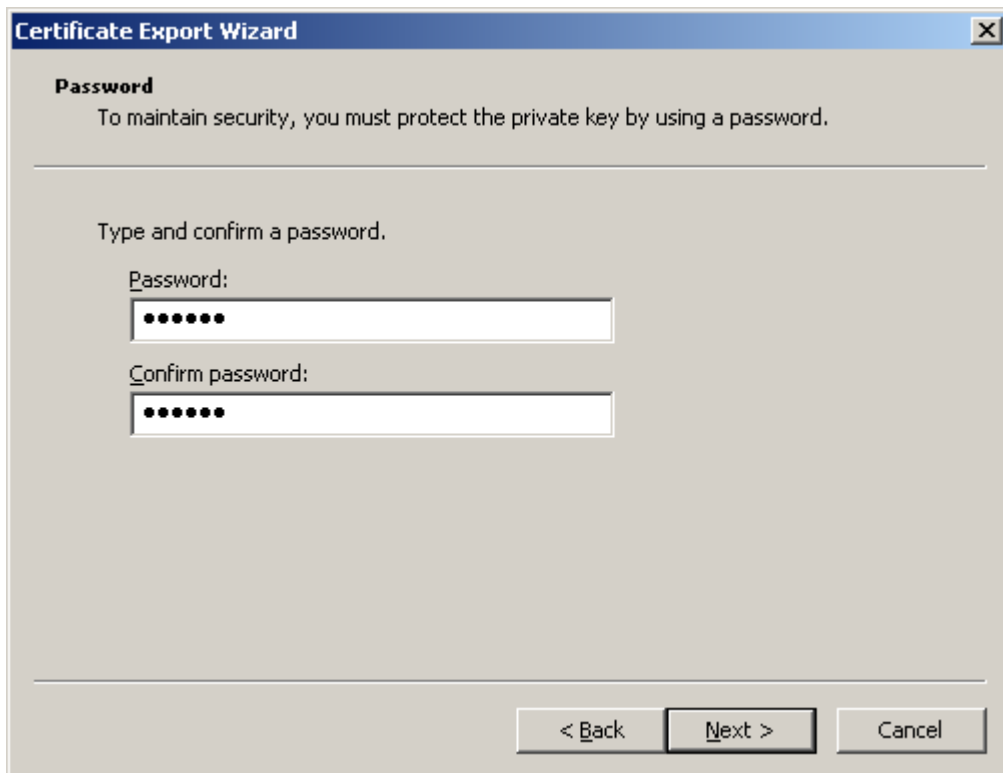 Certificate Export Wizard
Password
To maintain security, you must protect the private key by using a password.
Type and confirm a password.
Password:
••••••
Confirm password:
••••••
< Back Next > Cancel